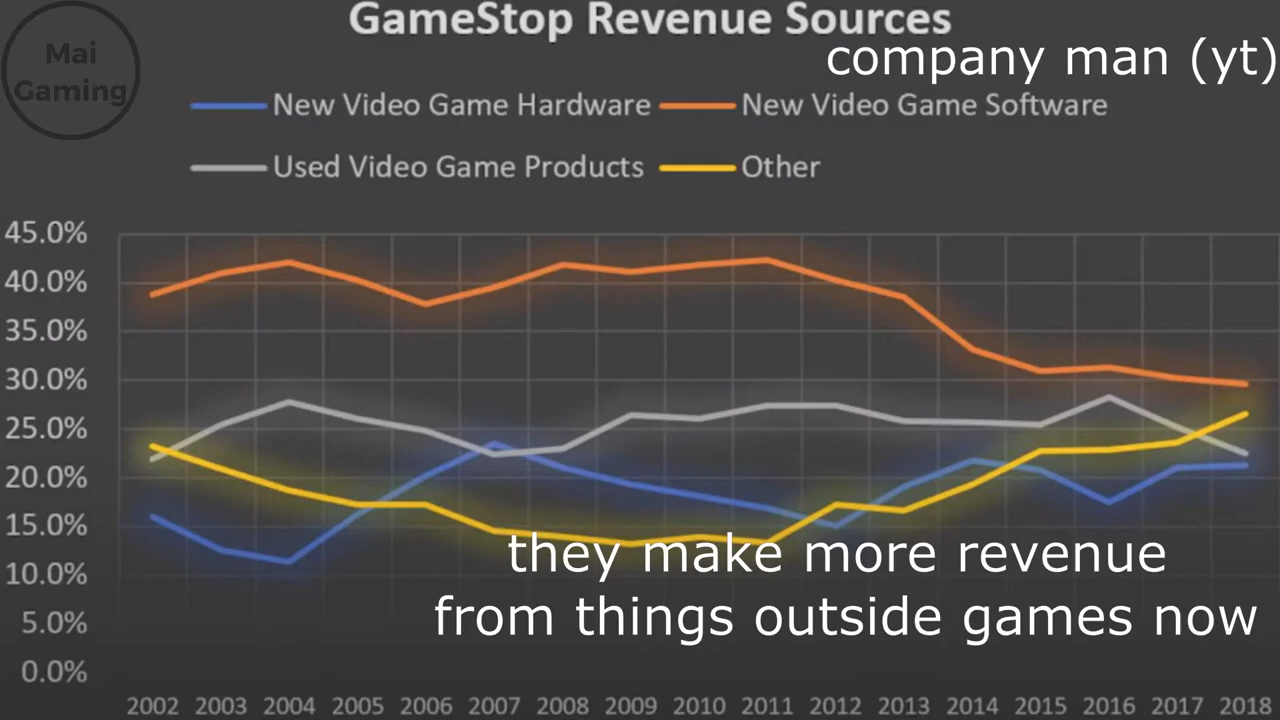 GameStop Revenue Sources
Mai
Gaming
company man (yt)
New Video Game Hardware
New Video Game Software
Used Video Game Products
Other
45.0%
40.0%
35.0%
30.0%
25.0%
20.0%
15.0%
10.0%
5.0%
0.0%
they make more revenue
from things outside games now
2002 2003 2004 2005 2006 2007 2008 2009 2010 2011 2012 2013 2014 2015 2016 2017 2018